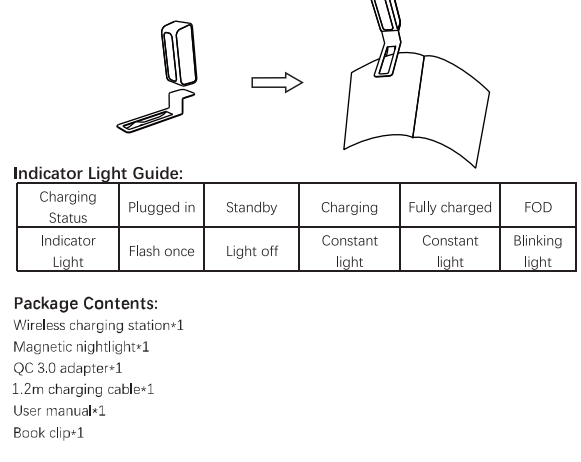 Indicator Light Guide:
Charging Status Plugged in Standby Charging Fully charged FOD
Indicator Light Flash once Light off Constant light Constant light Blinking light
Package Contents:
Wireless charging station*1
Magnetic nightlight*1
QC 3.0 adapter*1
1.2m charging cable*1
User manual*1
Book clip*1